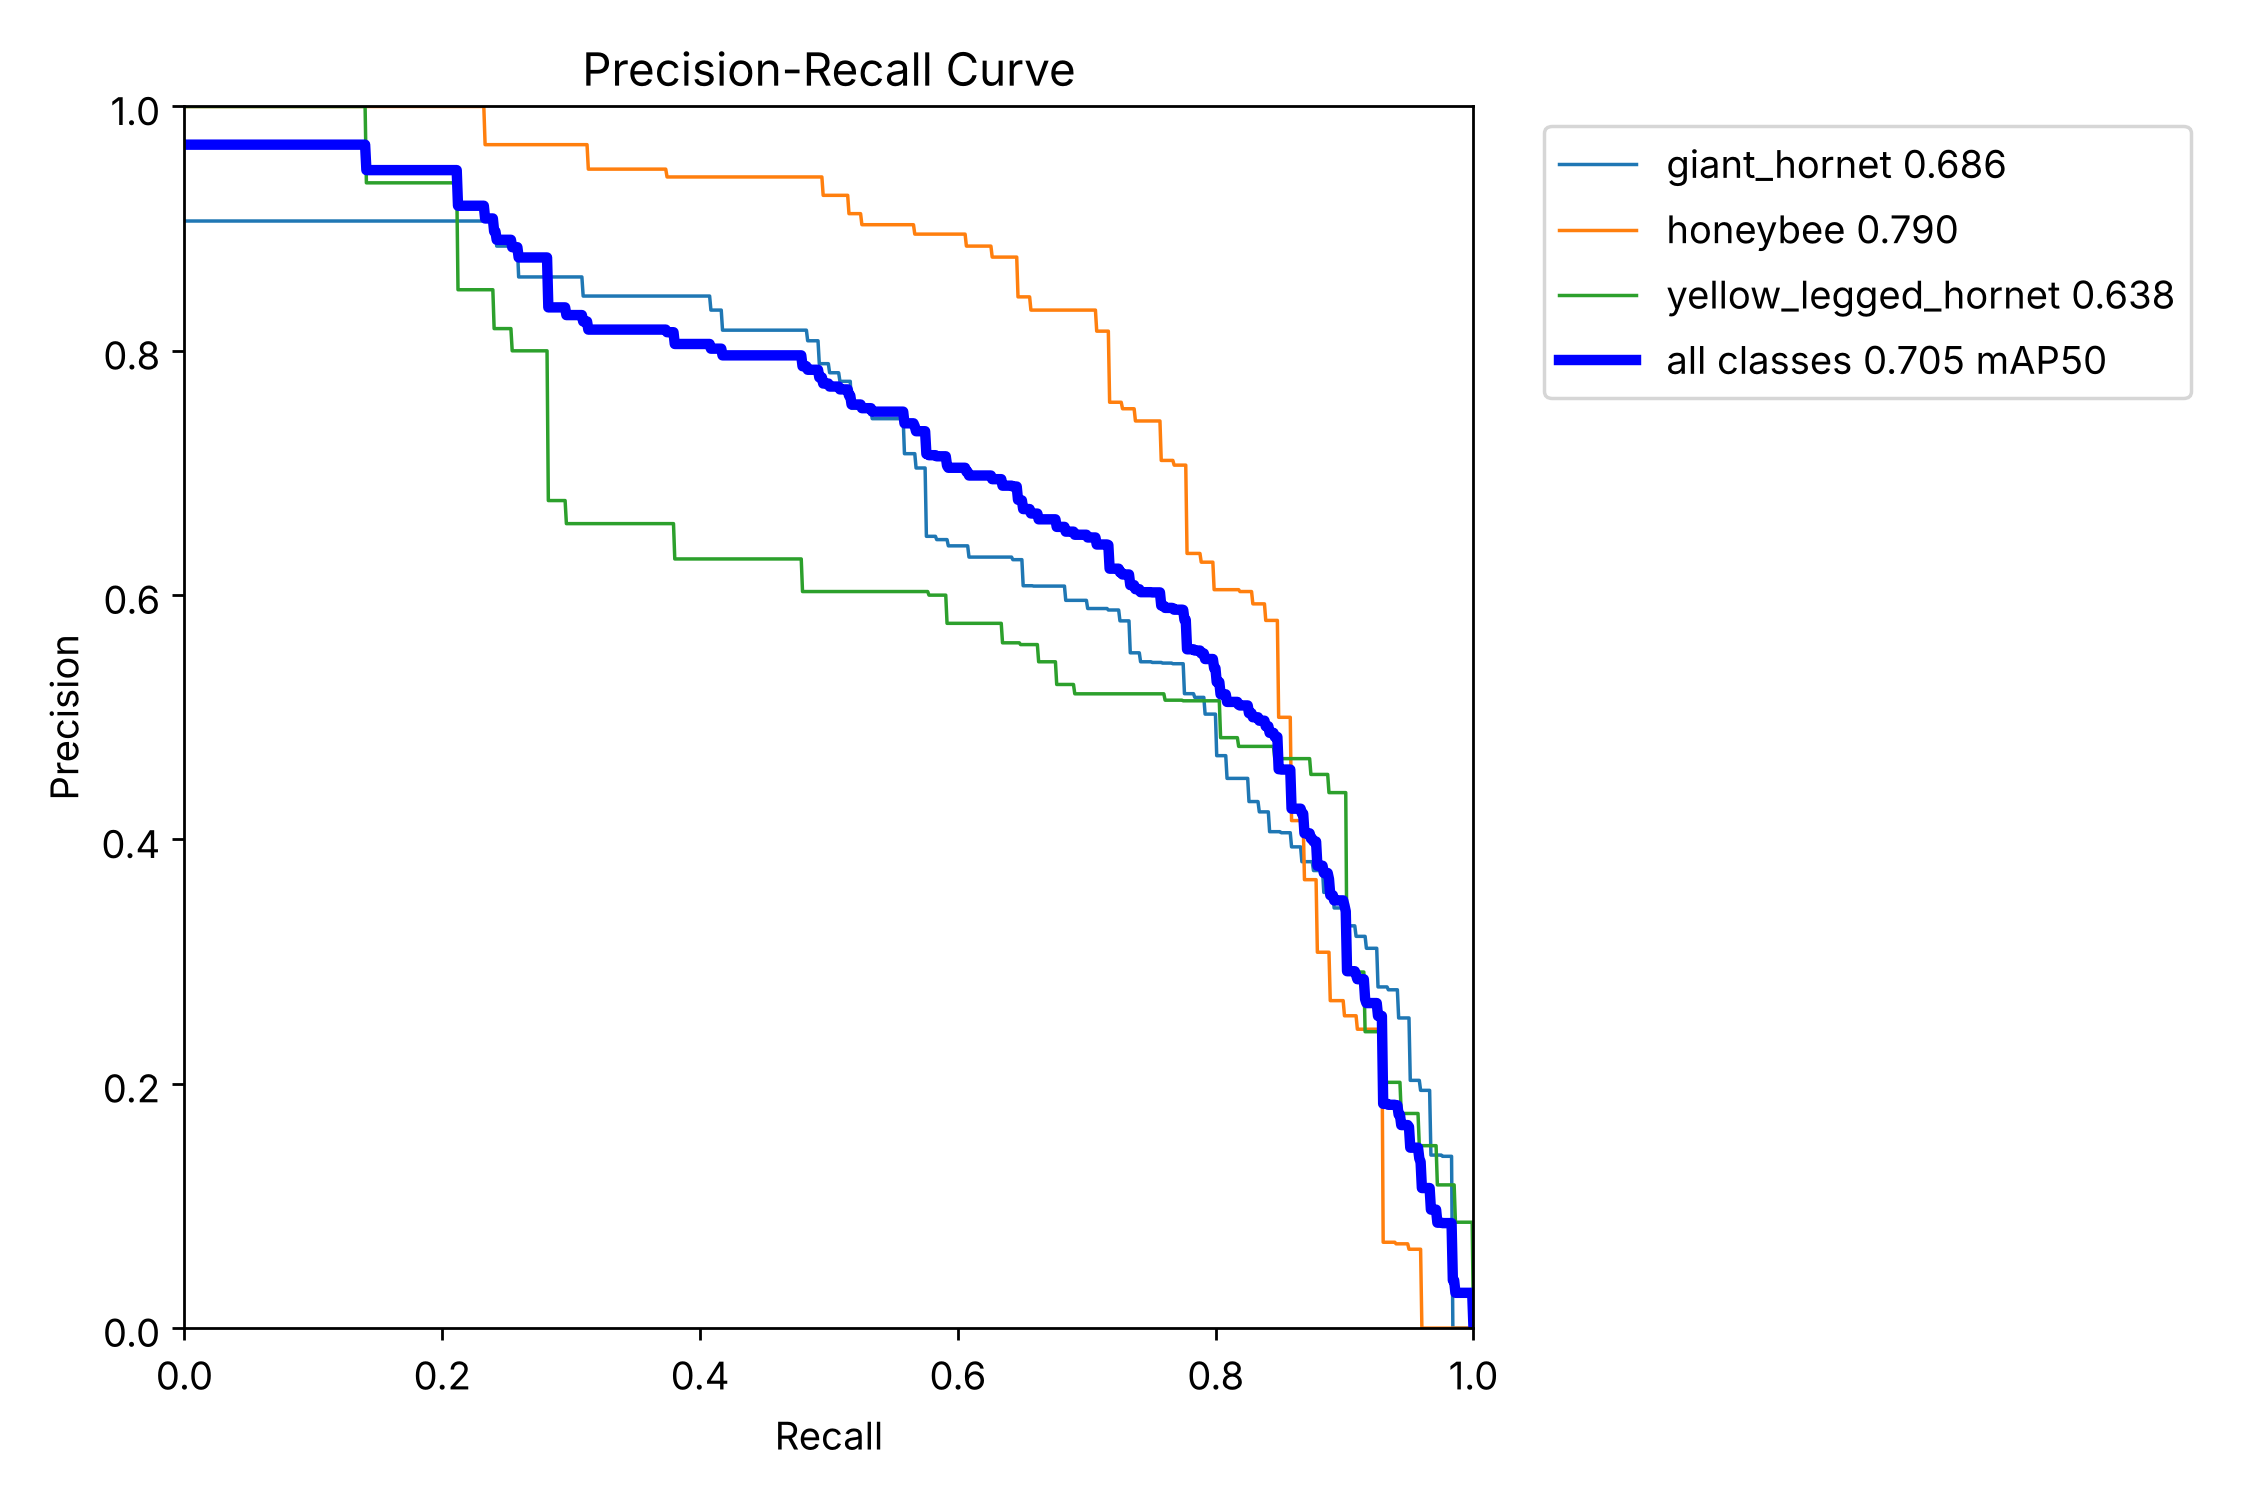 Precision-Recall Curve
1.0
0.8
0.6
0.4
0.2
0.0
Precision
0.0 0.2 0.4 0.6 0.8 1.0
Recall
giant_hornet 0.686
honeybee 0.790
yellow_legged_hornet 0.638
all classes 0.705 mAP50